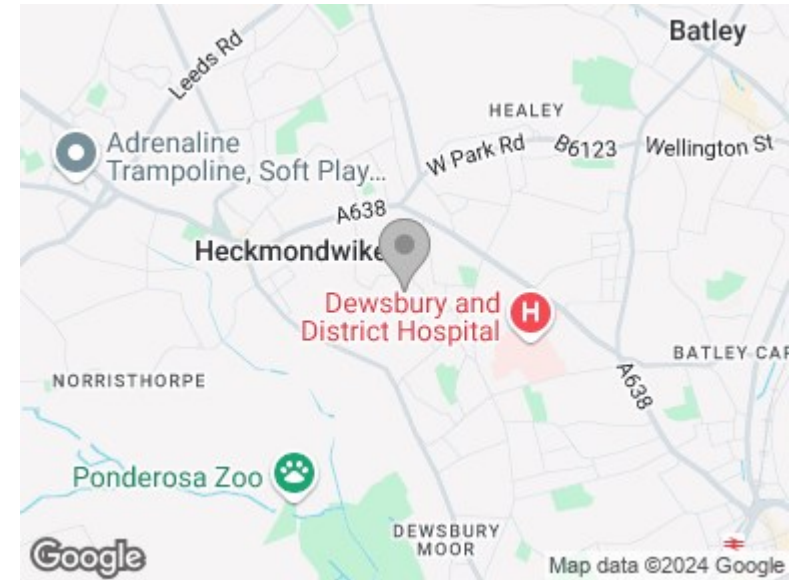 Batley
Leeds Rd
HEALEY
Adrenaline
Trampoline, Soft Play...
W Park Rd
B6123
Wellington St
A638
Heckmondwike
Dewsbury and
District Hospital
H
BATLEY CAR
NORRISTHORPE
A638
Ponderosa Zoo
DEWSBURY
MOOR
Google
Map data ©2024 Google